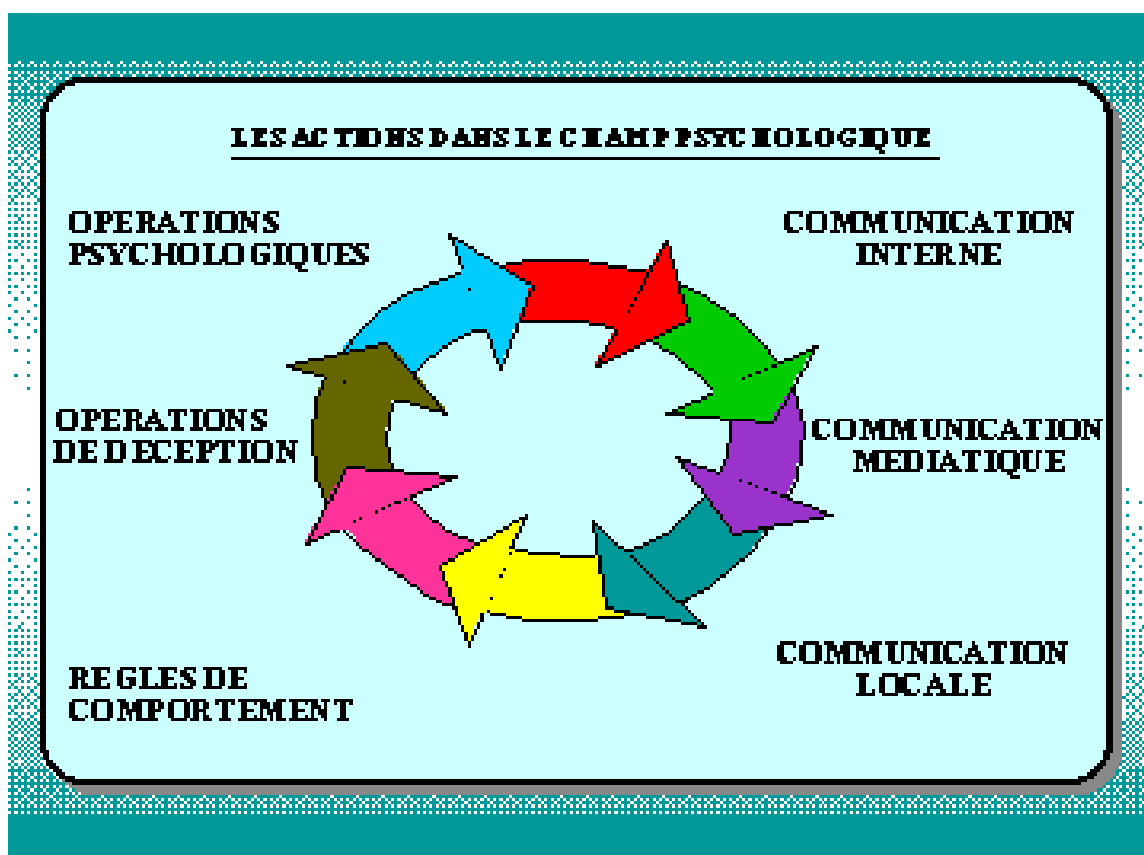 LES ACTIONS DANS LE CHAMP PSYCHOLOGIQUE
OPERATIONS
PSYCHOLOGIQUES
COMMUNICATION
INTERNE
OPERATIONS
DE DECEPTION
COMMUNICATION
MEDIATIQUE
REGLES DE
COMPORTEMENT
COMMUNICATION
LOCALE